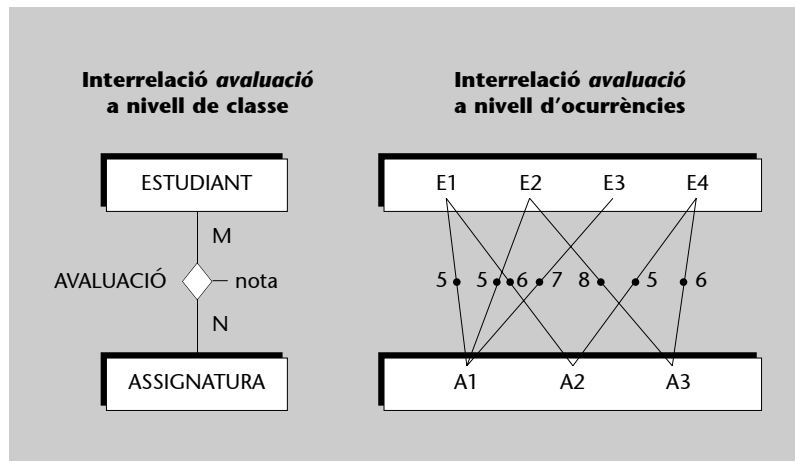 Interrelació avaluació
a nivell de classe
ESTUDIANT
M
AVALUACIÓ
nota
N
ASSIGNATURA
Interrelació avaluació
a nivell d'ocurrències
E1 E2 E3 E4
5 5 6 7 8 5 6
A1 A2 A3